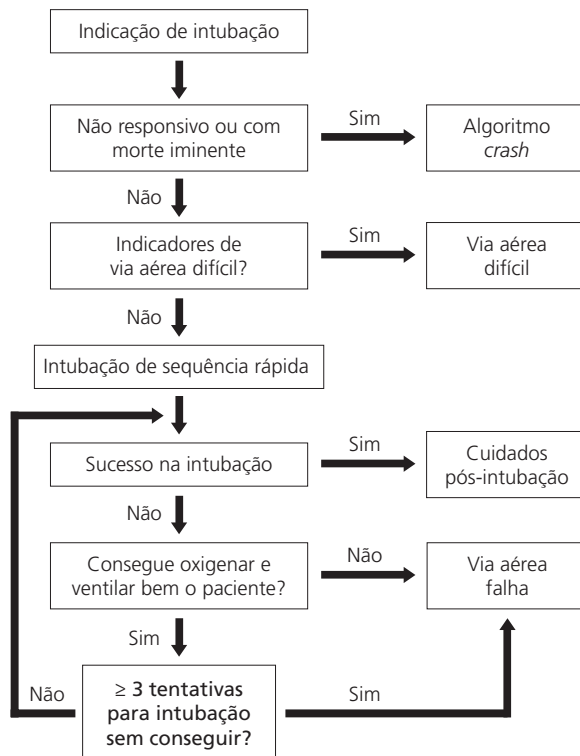 Indicação de intubação
Não responsivo ou com
morte iminente
Sim
Algoritmo
crash
Não
Indicadores de
via aérea difícil?
Sim
Via aérea
difícil
Não
Intubação de sequência rápida
Sucesso na intubação
Sim
Cuidados
pós-intubação
Não
Consegue oxigenar e
ventilar bem o paciente?
Não
Via aérea
falha
Sim
Não
≥ 3 tentativas
para intubação
sem conseguir?
Sim